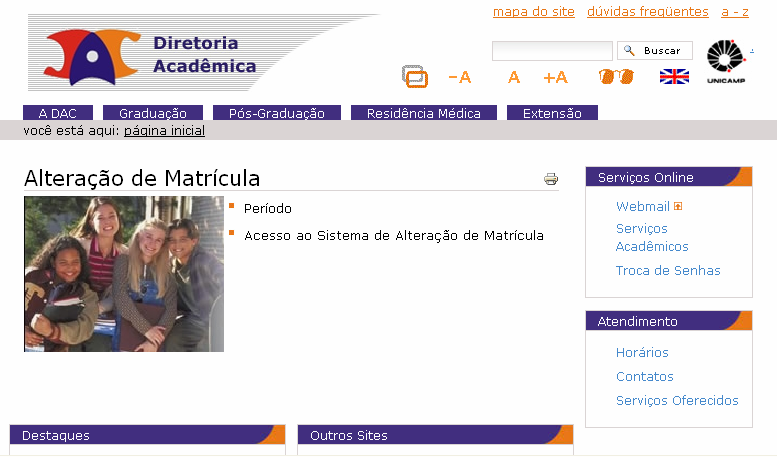 mapa do site dúvidas freqüentes a - z
Diretoria
Acadêmica
Buscar
-A A +A
UNICAMP
A DAC Graduação Pós-Graduação Residência Médica Extensão
você está aqui: página inicial
Alteração de Matrícula
Período
Acesso ao Sistema de Alteração de Matrícula
Serviços Online
Webmail
Serviços
Acadêmicos
Troca de Senhas
Atendimento
Horários
Contatos
Serviços Oferecidos
Destaques
Outros Sites